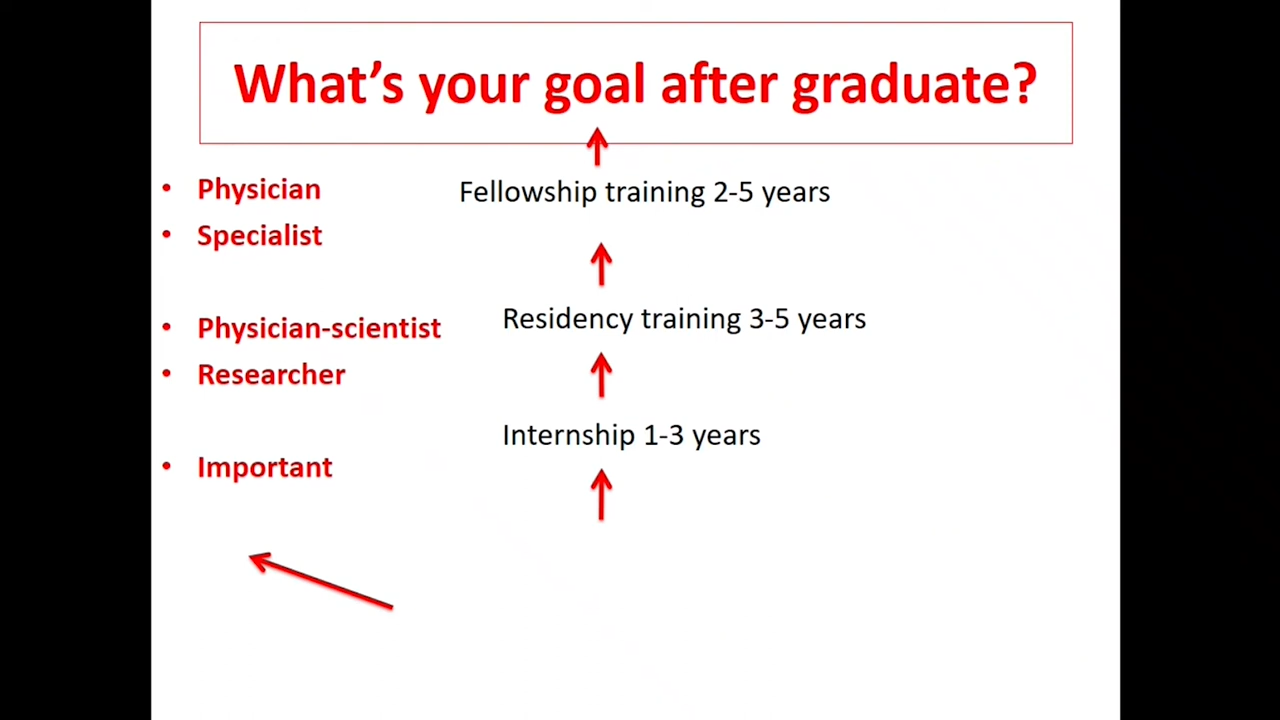 What's your goal after graduate?
• Physician
• Specialist
• Physician-scientist
• Researcher
• Important
Fellowship training 2-5 years
Residency training 3-5 years
Internship 1-3 years